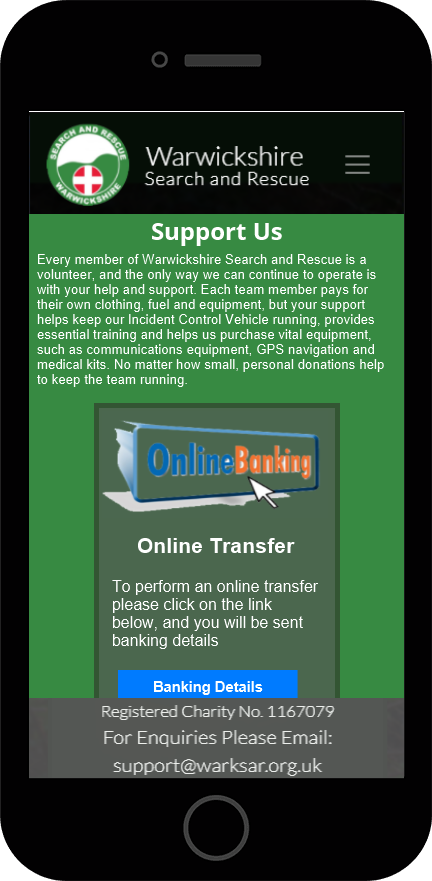 SEARCH AND RESCUE
WARWICKSHIRE
Warwickshire
Search and Rescue
Support Us
Every member of Warwickshire Search and Rescue is a
volunteer, and the only way we can continue to operate is
with your help and support. Each team member pays for
their own clothing, fuel and equipment, but your support
helps keep our Incident Control Vehicle running, provides
essential training and helps us purchase vital equipment,
such as communications equipment, GPS navigation and
medical kits. No matter how small, personal donations help
to keep the team running.
OnlineBanking
Online Transfer
To perform an online transfer
please click on the link
below, and you will be sent
banking details
Banking Details
Registered Charity No. 1167079
For Enquiries Please Email:
support@warksar.org.uk